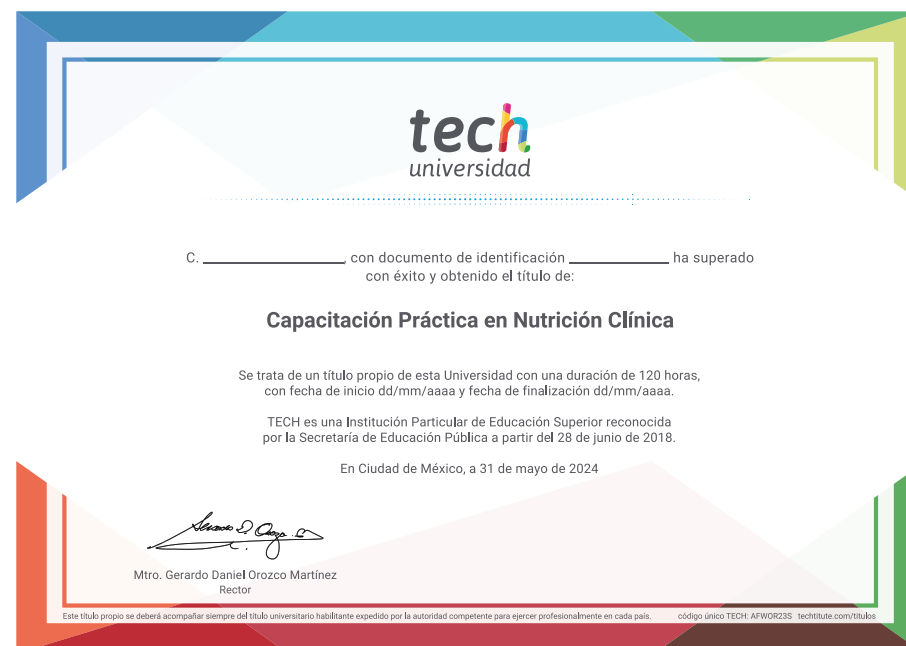 tech
universidad
C. ____________, con documento de identificación ____________ ha superado
con éxito y obtenido el título de:
Capacitación Práctica en Nutrición Clínica
Se trata de un título propio de esta Universidad con una duración de 120 horas,
con fecha de inicio dd/mm/aaaa y fecha de finalización dd/mm/aaaa.
TECH es una Institución Particular de Educación Superior reconocida
por la Secretaría de Educación Pública a partir del 28 de junio de 2018.
En Ciudad de México, a 31 de mayo de 2024
Mtro. Gerardo Daniel Orozco Martínez
Rector
Este título propio se deberá acompañar siempre del título universitario habilitante expedido por la autoridad competente para ejercer profesionalmente en cada país. código único TECH: AFWOR23S techtitute.com/titulos